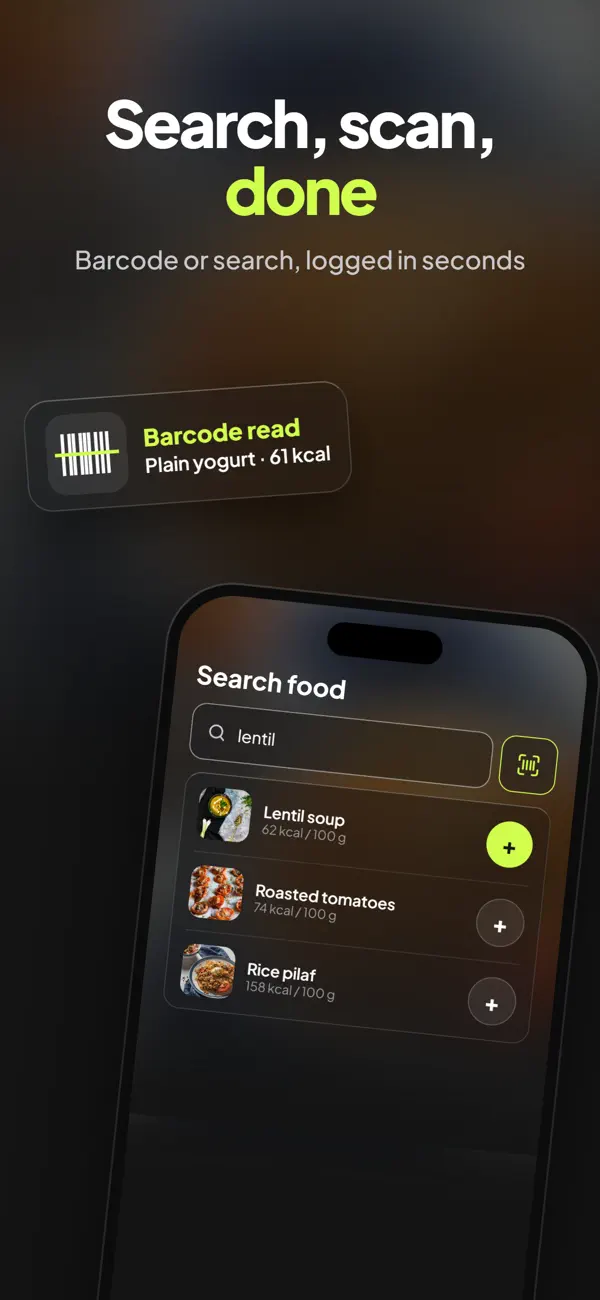 Search, scan,
done
Barcode or search, logged in seconds
Barcode read
Plain yogurt · 61 kcal
Search food
lentil
Lentil soup
62 kcal / 100 g
+
Roasted tomatoes
74 kcal / 100 g
+
Rice pilaf
158 kcal / 100 g
+